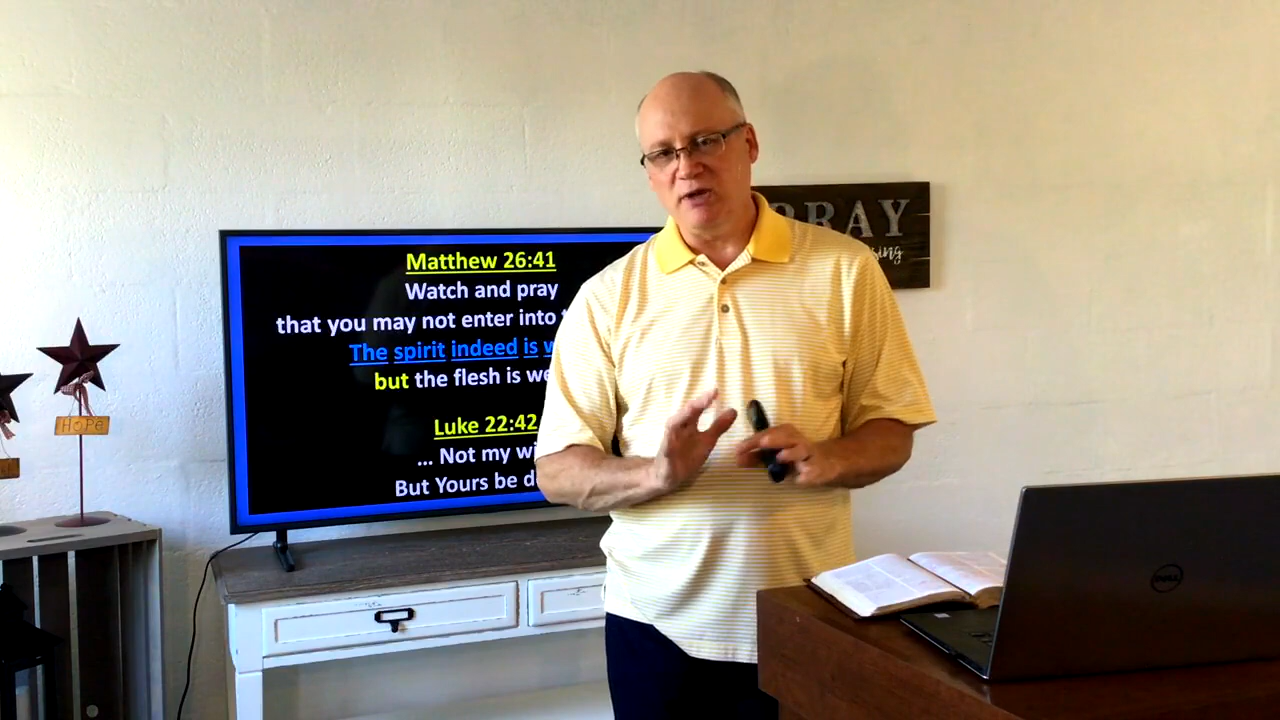 Matthew 26:41
Watch and pray
that you may not enter into
The spirit indeed is
but the flesh is
Luke 22:42
... Not my
But Yours be
PRAY
HOPE
DELL